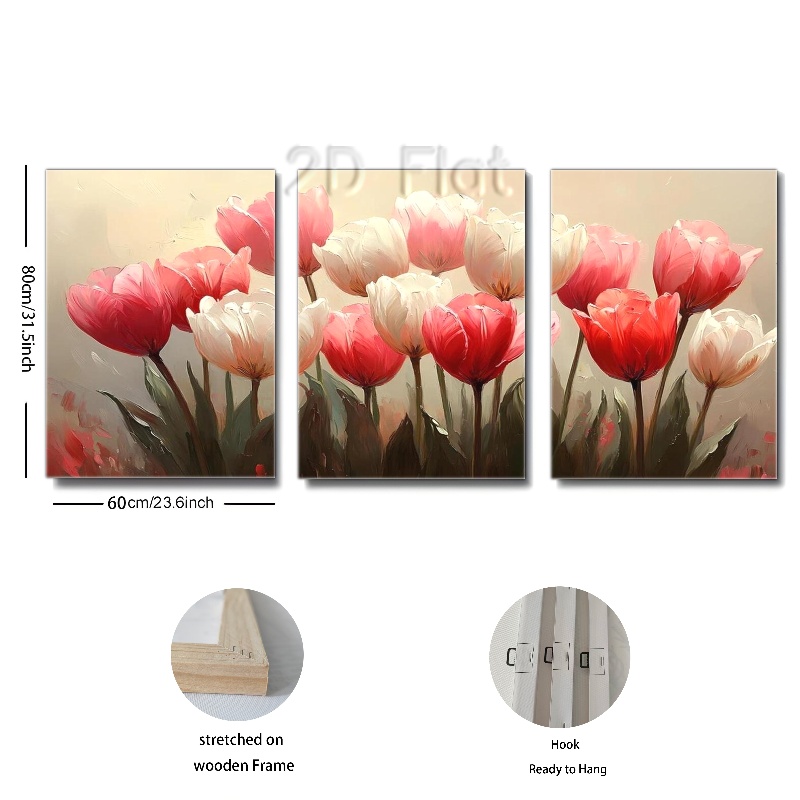 2D Flat
80cm/31.5inch
60cm/23.6inch
stretched on
wooden Frame
Hook
Ready to Hang